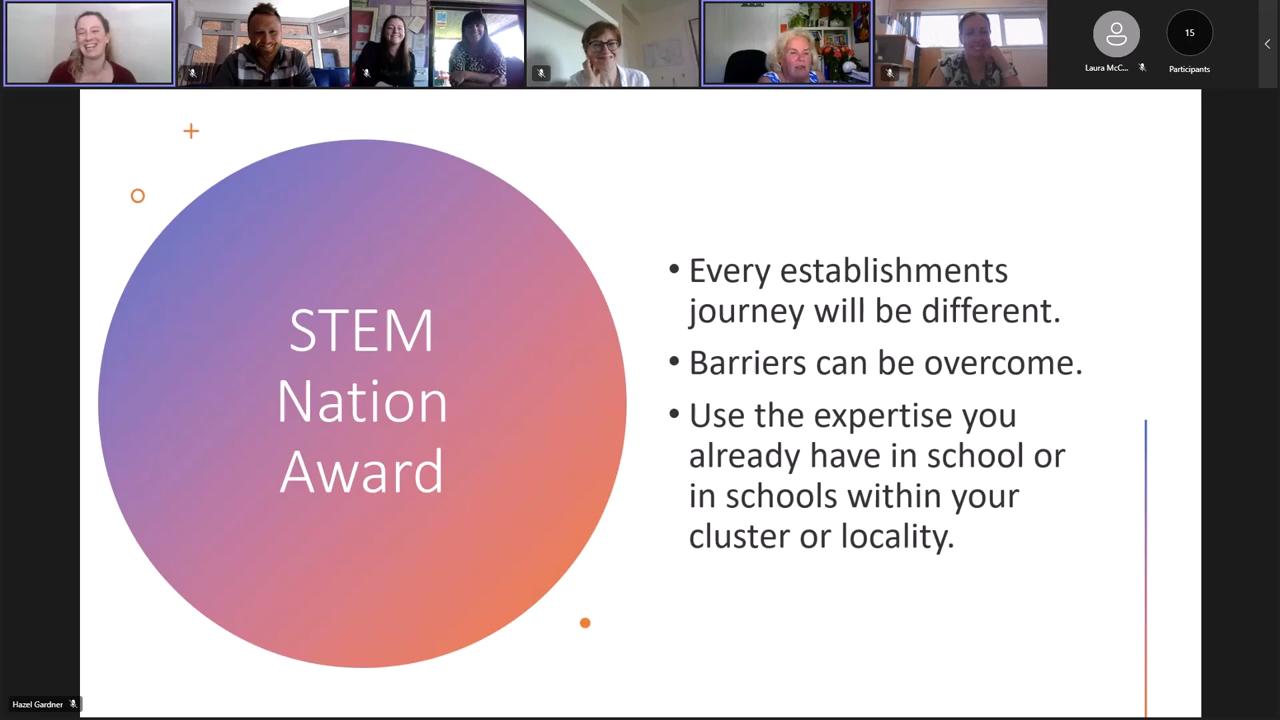 Laura McC...
15
Participants
STEM
Nation
Award
• Every establishments
journey will be different.
• Barriers can be overcome.
• Use the expertise you
already have in school or
in schools within your
cluster or locality.
Hazel Gardner